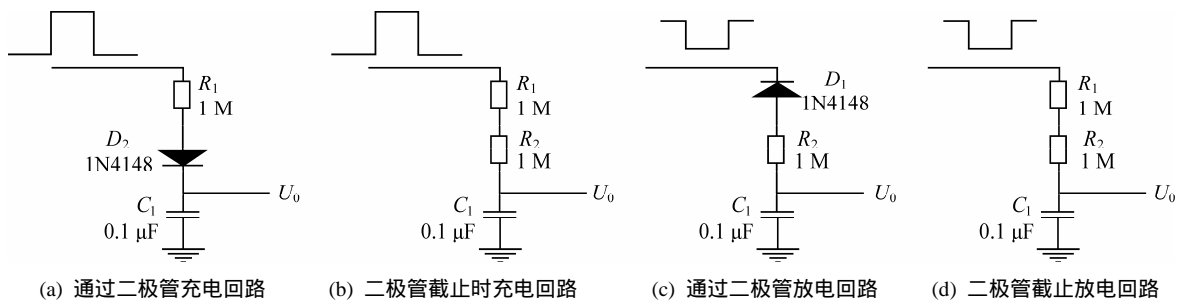 R1
1 M
D2
1N4148
U0
C1
0.1 μF
(a) 通过二极管充电回路
R1
1 M
R2
1 M
U0
C1
0.1 μF
(b) 二极管截止时充电回路
D1
1N4148
R2
1 M
U0
C1
0.1 μF
(c) 通过二极管放电回路
R1
1 M
R2
1 M
U0
C1
0.1 μF
(d) 二极管截止放电回路